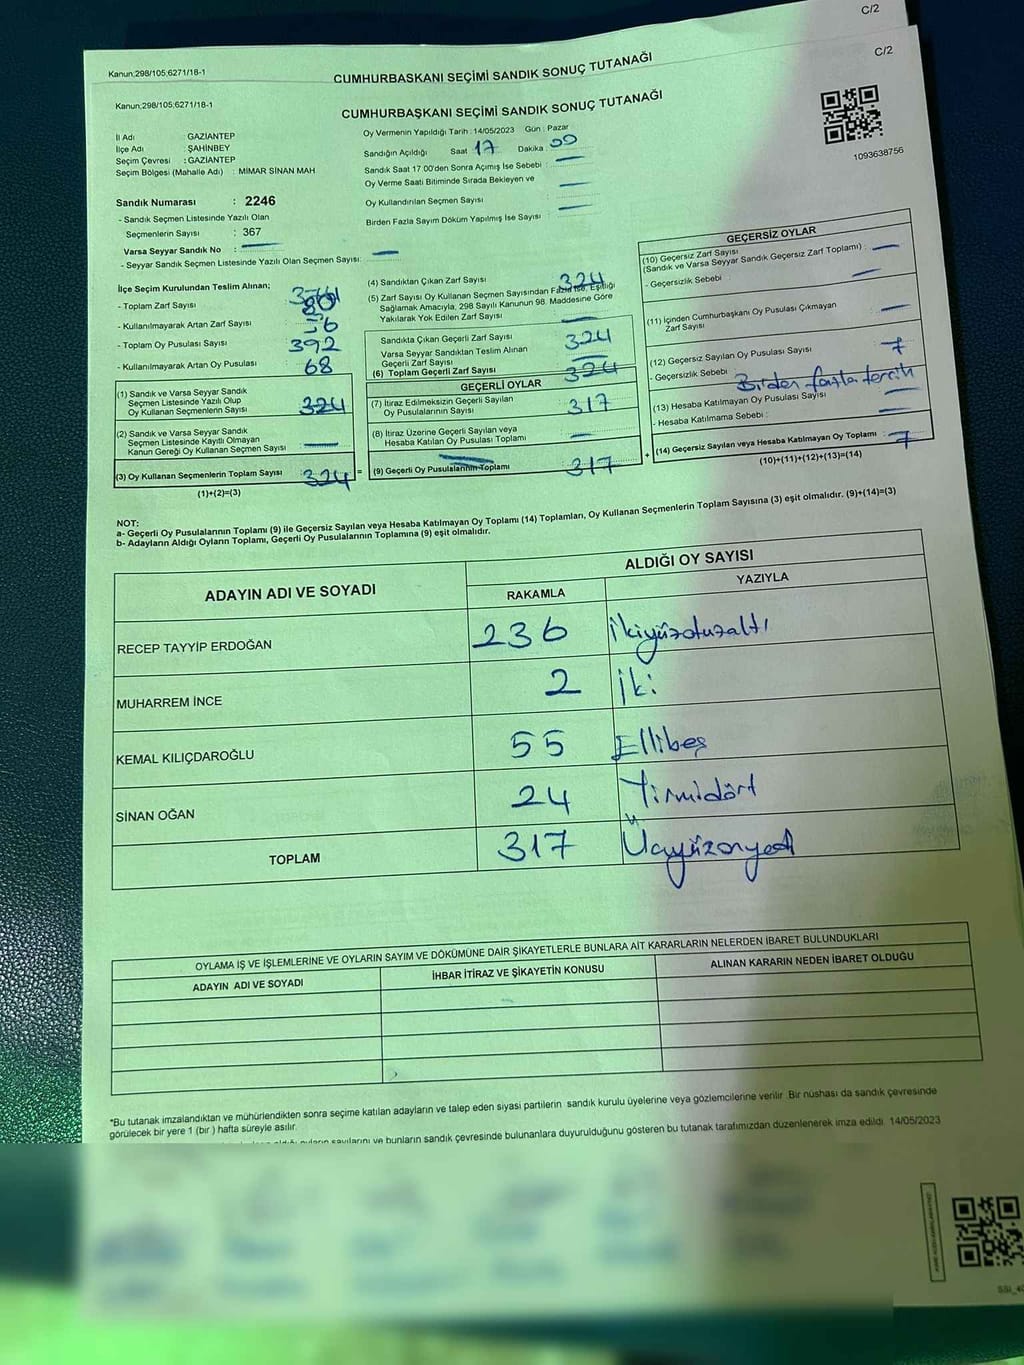 C/2
Kanun;298/105;6271/18-1
CUMHURBAŞKANI SEÇİMİ SANDIK SONUÇ TUTANAĞI
C/2
Kanun;298/105;6271/18-1
CUMHURBAŞKANI SEÇİMİ SANDIK SONUÇ TUTANAĞI
1093638756
İl Adı : GAZİANTEP
İlçe Adı : ŞAHİNBEY
Seçim Çevresi : GAZİANTEP
Seçim Bölgesi (Mahalle Adı) : MİMAR SİNAN MAH
Sandık Numarası : 2246
- Sandık Seçmen Listesinde Yazılı Olan
Seçmenlerin Sayısı : 367
Varsa Seyyar Sandık No :
- Seyyar Sandık Seçmen Listesinde Yazılı Olan Seçmen Sayısı:
Oy Vermenin Yapıldığı Tarih : 14/05/2023 Gün : Pazar
Sandığın Açıldığı Saat 17 Dakika : 00
Sandık Saat 17.00'den Sonra Açımış İse Sebebi :
Oy Verme Saati Bitiminde Sırada Bekleyen ve
Oy Kullandırılan Seçmen Sayısı :
Birden Fazla Sayım Döküm Yapılmış İse Sayısı :
İlçe Seçim Kurulundan Teslim Alınan;
- Toplam Zarf Sayısı :
- Kullanılmayarak Artan Zarf Sayısı :
- Toplam Oy Pusulası Sayısı : 392
- Kullanılmayarak Artan Oy Pusulası : 68
(1) Sandık ve Varsa Seyyar Sandık
Seçmen Listesinde Yazılı Olup
Oy Kullanan Seçmenlerin Sayısı : 324
(2) Sandık ve Varsa Seyyar Sandık
Seçmen Listesinde Kayıtlı Olmayan
Kanun Gereği Oy Kullanan Seçmen Sayısı :
(3) Oy Kullanan Seçmenlerin Toplam Sayısı : 324 =
(1)+(2)=(3)
(4) Sandıktan Çıkan Zarf Sayısı : 324
(5) Zarf Sayısı Oy Kullanan Seçmen Sayısından Fazla İse, Eşitliği
Sağlamak Amacıyla, 298 Sayılı Kanunun 98. Maddesine Göre
Yakılarak Yok Edilen Zarf Sayısı :
Sandıkta Çıkan Geçerli Zarf Sayısı : 324
Varsa Seyyar Sandıktan Teslim Alınan
Geçerli Zarf Sayısı :
(6) Toplam Geçerli Zarf Sayısı : 324
GEÇERLİ OYLAR
(7) İtiraz Edilmeksizin Geçerli Sayılan
Oy Pusulalarının Sayısı : 317
(8) İtiraz Üzerine Geçerli Sayılan veya
Hesaba Katılan Oy Pusulası Toplamı :
(9) Geçerli Oy Pusulalarının Toplamı : 317 +
GEÇERSİZ OYLAR
(10) Geçersiz Zarf Sayısı
(Sandık ve Varsa Seyyar Sandık Geçersiz Zarf Toplamı) :
- Geçersizlik Sebebi :
(11) İçinden Cumhurbaşkanı Oy Pusulası Çıkmayan
Zarf Sayısı :
(12) Geçersiz Sayılan Oy Pusulası Sayısı : 7
- Geçersizlik Sebebi : Birden fazla tercih
(13) Hesaba Katılmayan Oy Pusulası Sayısı :
- Hesaba Katılmama Sebebi :
(14) Geçersiz Sayılan veya Hesaba Katılmayan Oy Toplamı : 7
(10)+(11)+(12)+(13)=(14)
NOT:
a- Geçerli Oy Pusulalarının Toplamı (9) ile Geçersiz Sayılan veya Hesaba Katılmayan Oy Toplamı (14) Toplamları, Oy Kullanan Seçmenlerin Toplam Sayısına (3) eşit olmalıdır. (9)+(14)=(3)
b- Adayların Aldığı Oyların Toplamı, Geçerli Oy Pusulalarının Toplamına (9) eşit olmalıdır.
ADAYIN ADI VE SOYADI
ALDIĞI OY SAYISI
RAKAMLA YAZIYLA
RECEP TAYYİP ERDOĞAN 236 ikiyüzotuzaltı
MUHARREM İNCE 2 İki
KEMAL KILIÇDAROĞLU 55 Ellibeş
SİNAN OĞAN 24 Yirmidört
TOPLAM 317 Üçyüzonyedi
OYLAMA İŞ VE İŞLEMLERİNE VE OYLARIN SAYIM VE DÖKÜMÜNE DAİR ŞİKAYETLERLE BUNLARA AİT KARARLARIN NELERDEN İBARET BULUNDUKLARI
ADAYIN ADI VE SOYADI İHBAR İTİRAZ VE ŞİKAYETİN KONUSU ALINAN KARARIN NEDEN İBARET OLDUĞU
*Bu tutanak imzalandıktan ve mühürlendikten sonra seçime katılan adayların ve talep eden siyasi partilerin sandık kurulu üyelerine veya gözlemcilerine verilir. Bir nüshası da sandık çevresinde
görülecek bir yere 1 (bir ) hafta süreyle asılır.
sayılarını ve bunların sandık çevresinde bulunanlara duyurulduğunu gösteren bu tutanak tarafımızdan düzenlenerek imza edildi. 14/05/2023